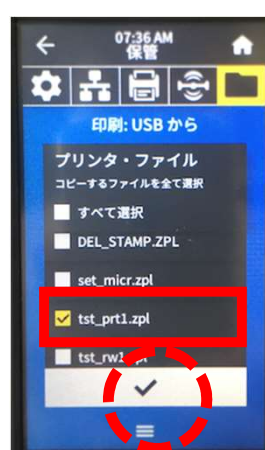 07:36 AM
保管
印刷: USB から
プリンタ・ファイル
コピーするファイルを全て選択
すべて選択
DEL_STAMP.ZPL
set_micr.zpl
tst_prt1.zpl